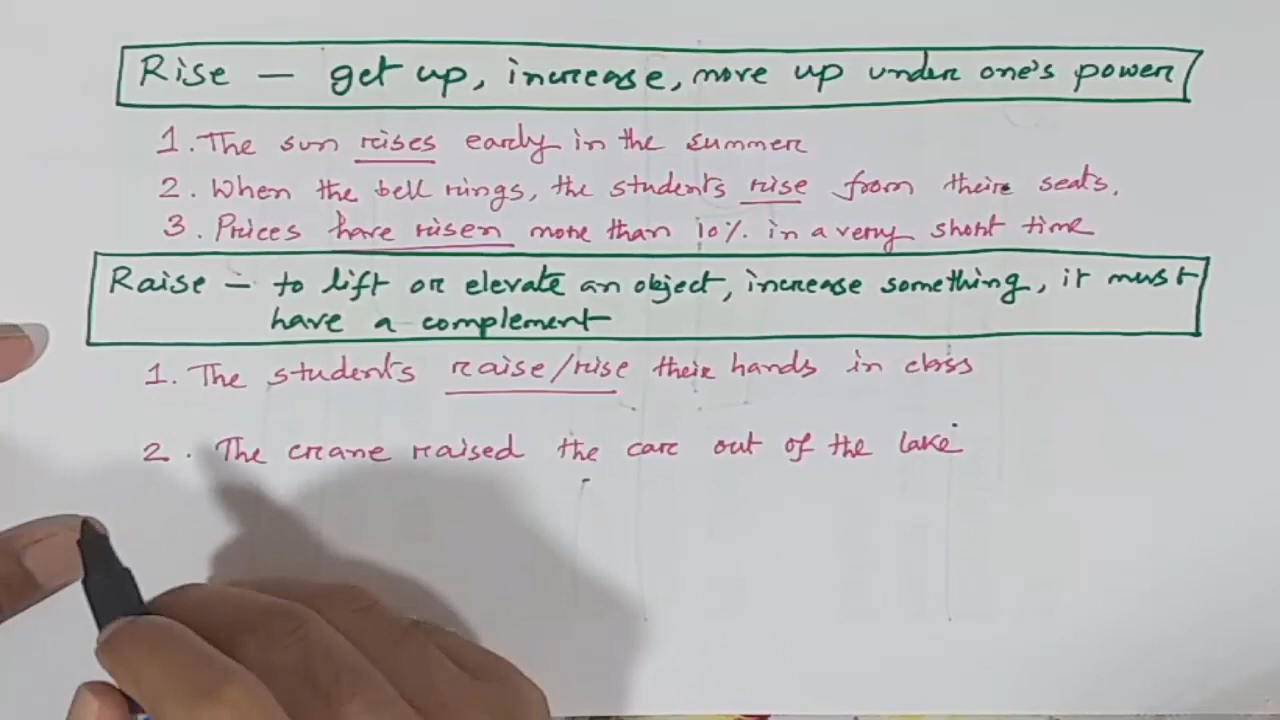 Rise – get up, increase, move up under one's power
1. The sun rises early in the summer
2. When the bell rings, the students rise from their seats.
3. Prices have risen more than 10% in a very short time
Raise – to lift or elevate an object, increase something, it must
have a complement
1. The students raise/rise their hands in class
2. The crane raised the car out of the lake